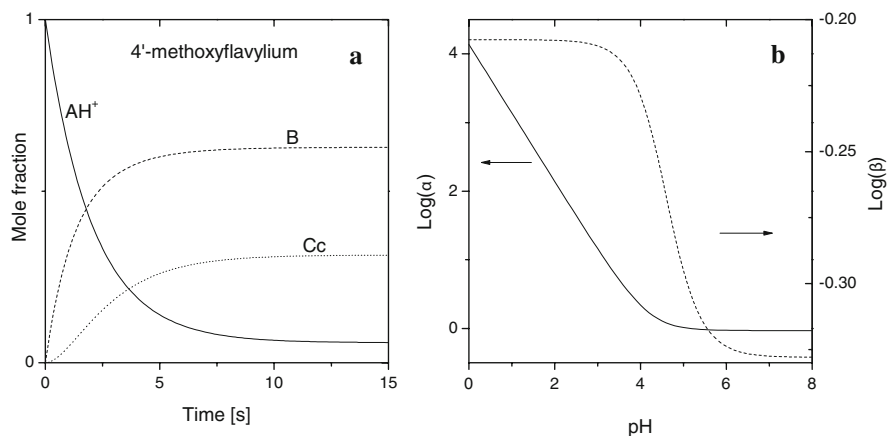 4'-methoxyflavylium
a
AH+
B
Cc
1
0
Mole fraction
0 5 10 15
Time [s]
b
4
2
0
Log(α)
-0.20
-0.25
-0.30
Log(β)
0 2 4 6 8
pH